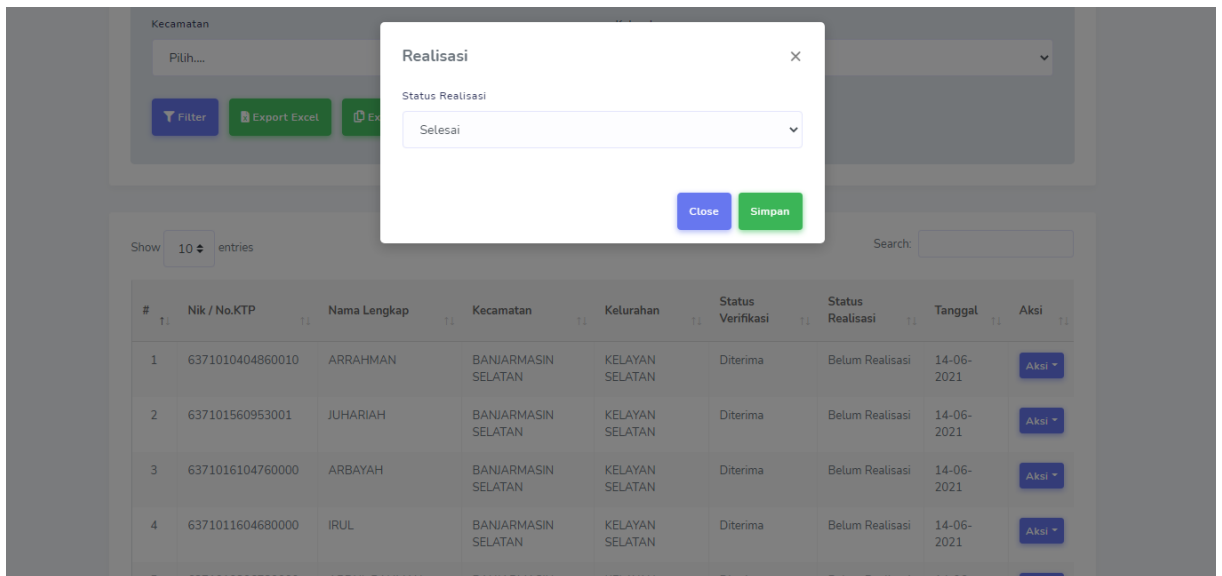 Kecamatan
Pilih....
Filter
Export Excel
Ex
Realisasi
×
Status Realisasi
Selesai
Close
Simpan
Show 10 entries
Search:
# Nik / No.KTP Nama Lengkap Kecamatan Kelurahan Status Verifikasi Status Realisasi Tanggal Aksi
1 6371010404860010 ARRAHMAN BANJARMASIN SELATAN KELAYAN SELATAN Diterima Belum Realisasi 14-06-2021 Aksi
2 637101560953001 JUHARIAH BANJARMASIN SELATAN KELAYAN SELATAN Diterima Belum Realisasi 14-06-2021 Aksi
3 6371016104760000 ARBAYAH BANJARMASIN SELATAN KELAYAN SELATAN Diterima Belum Realisasi 14-06-2021 Aksi
4 6371011604680000 IRUL BANJARMASIN SELATAN KELAYAN SELATAN Diterima Belum Realisasi 14-06-2021 Aksi